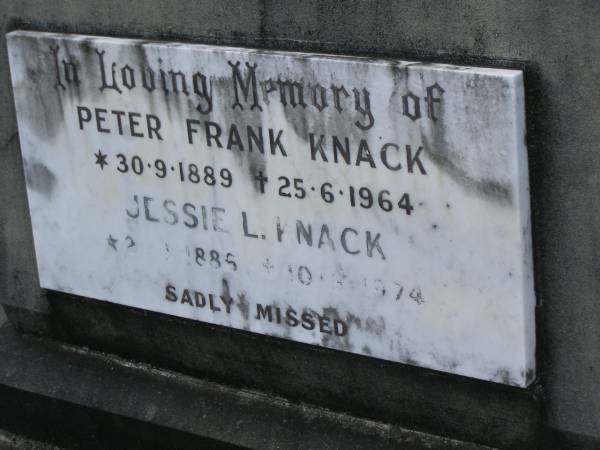 In Loving Memory of
PETER FRANK KNACK
* 30·9·1889 ✝ 25·6·1964
JESSIE L. KNACK
SADLY MISSED